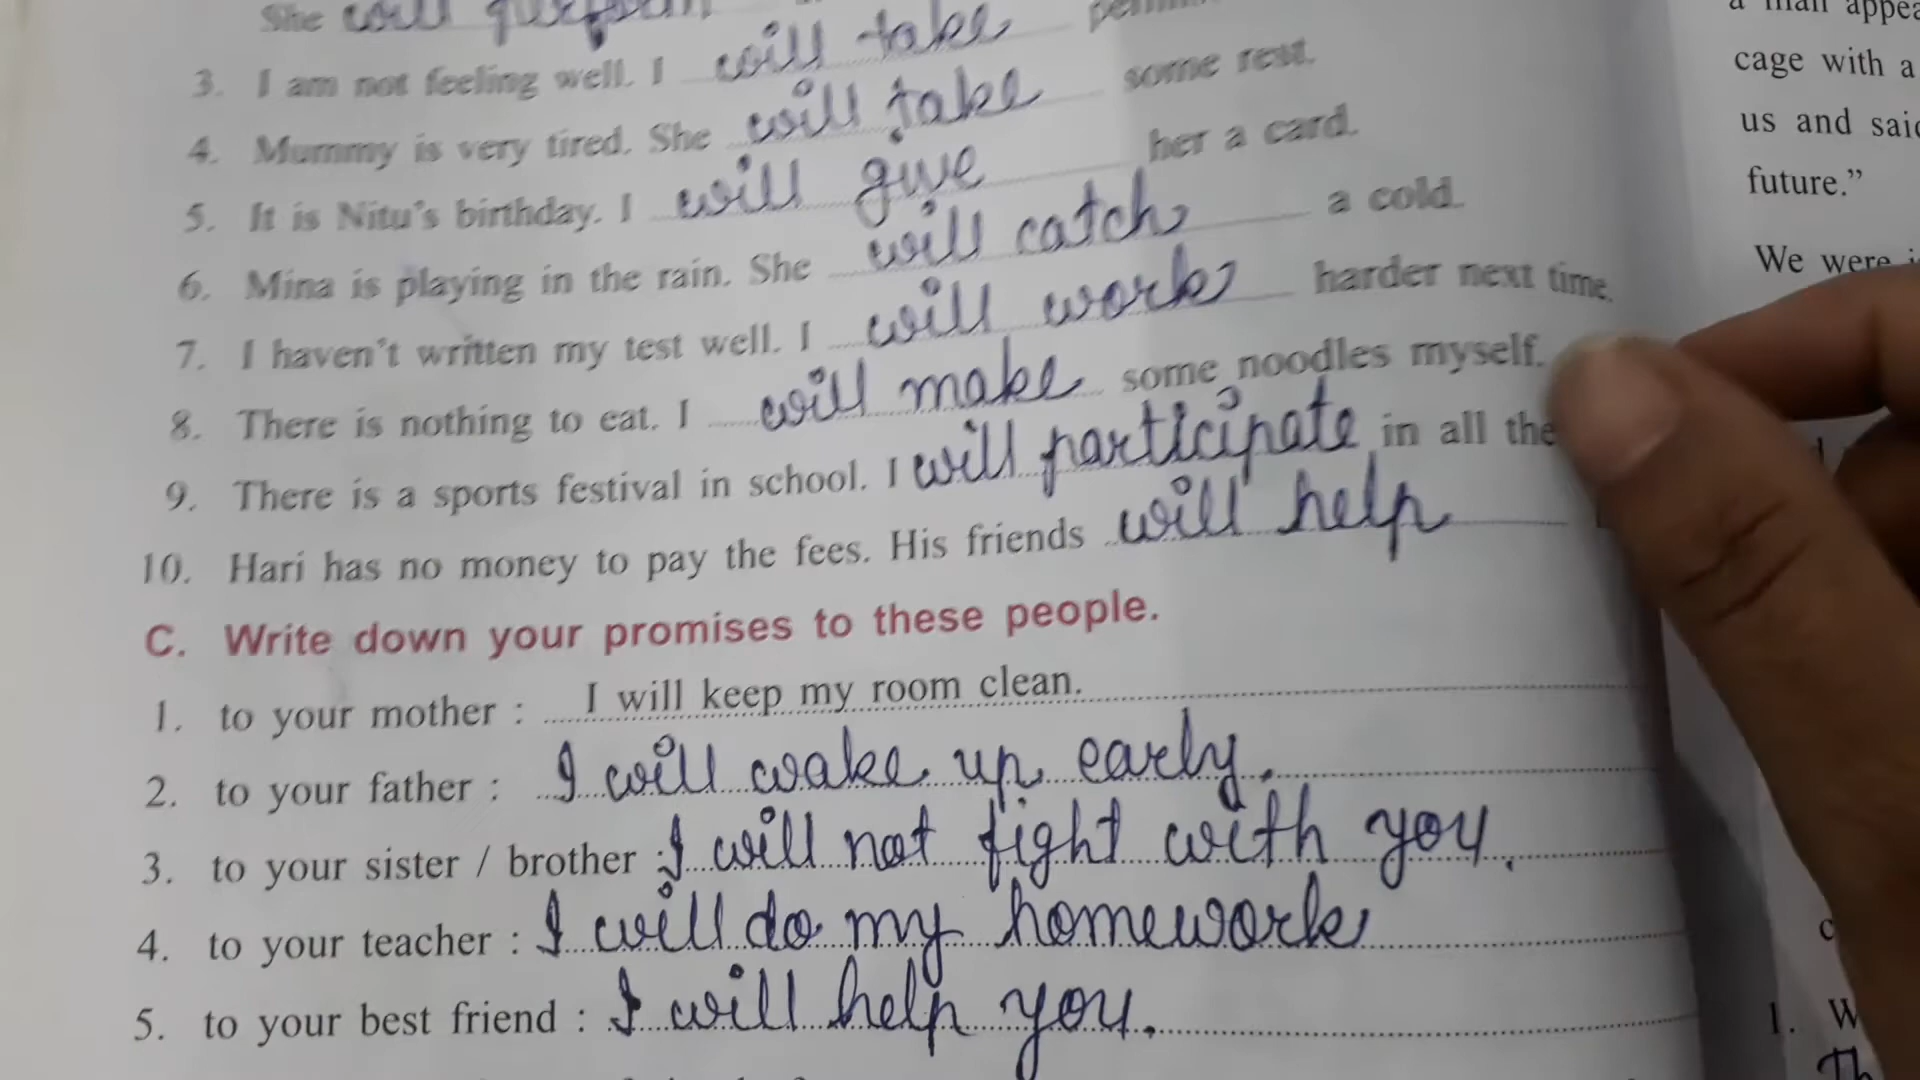 She will perform
3. I am not feeling well. I will take
4. Mummy is very tired. She will take some rest.
5. It is Nitu's birthday. I will give her a card.
6. Mina is playing in the rain. She will catch a cold.
7. I haven't written my test well. I will work harder next time.
8. There is nothing to eat. I will make some noodles myself.
9. There is a sports festival in school. I will participate in all the
10. Hari has no money to pay the fees. His friends will help
C. Write down your promises to these people.
1. to your mother : I will keep my room clean.
2. to your father : I will wake up early.
3. to your sister / brother : I will not fight with you.
4. to your teacher : I will do my homework
5. to your best friend : I will help you.
a man
cage with a
us and said
future."
We were
1. W
Th